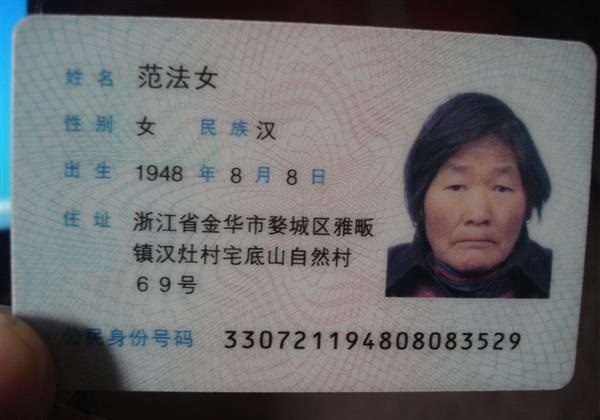 姓名 范法女
性别 女 民族 汉
出生 1948 年 8 月 8 日
住址 浙江省金华市婺城区雅畈
镇汉灶村宅底山自然村
69号
公民身份号码 330721194808083529